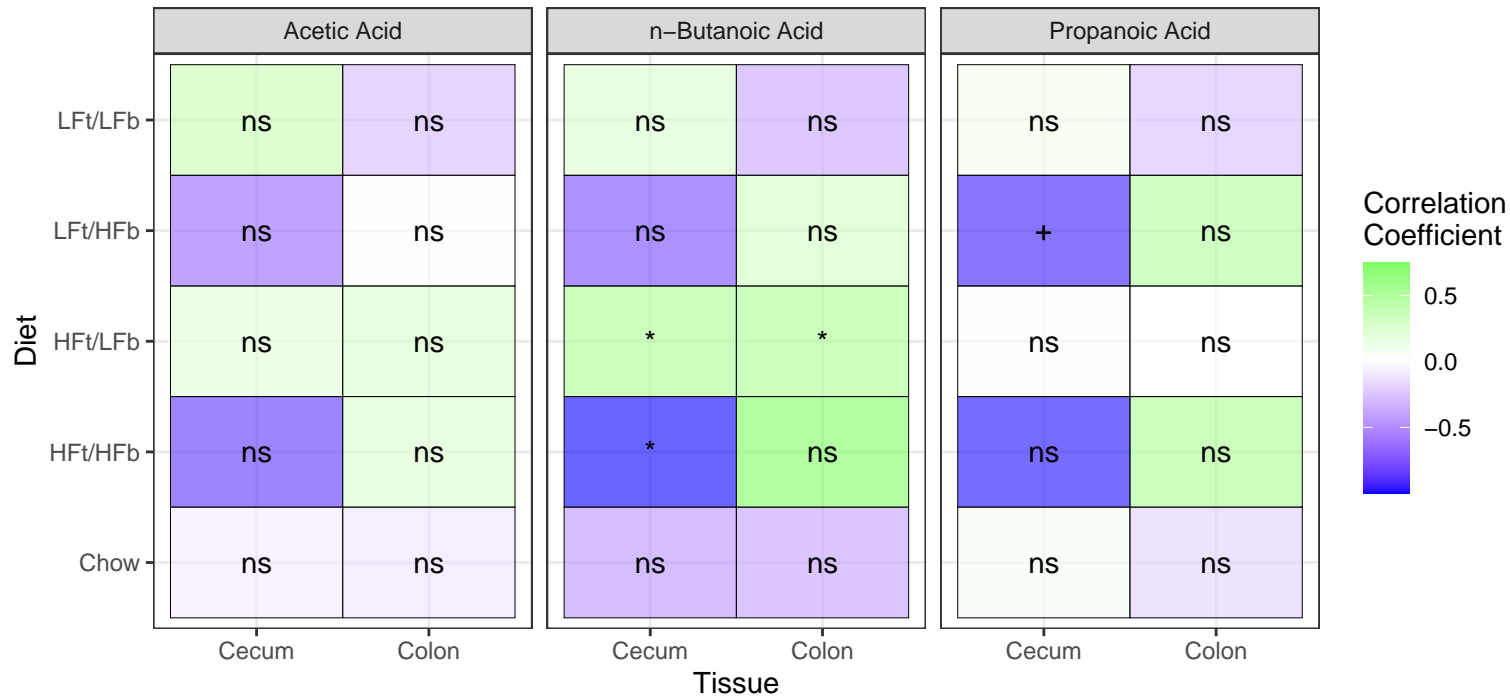 Acetic Acid n−Butanoic Acid Propanoic Acid
LFt/LFb ns ns ns ns ns ns
LFt/HFb ns ns ns ns + ns
HFt/LFb ns ns * * ns ns
HFt/HFb ns ns * ns ns ns
Chow ns ns ns ns ns ns
Cecum Colon Cecum Colon Cecum Colon
Tissue
Diet
Correlation
Coefficient
0.5
0.0
−0.5